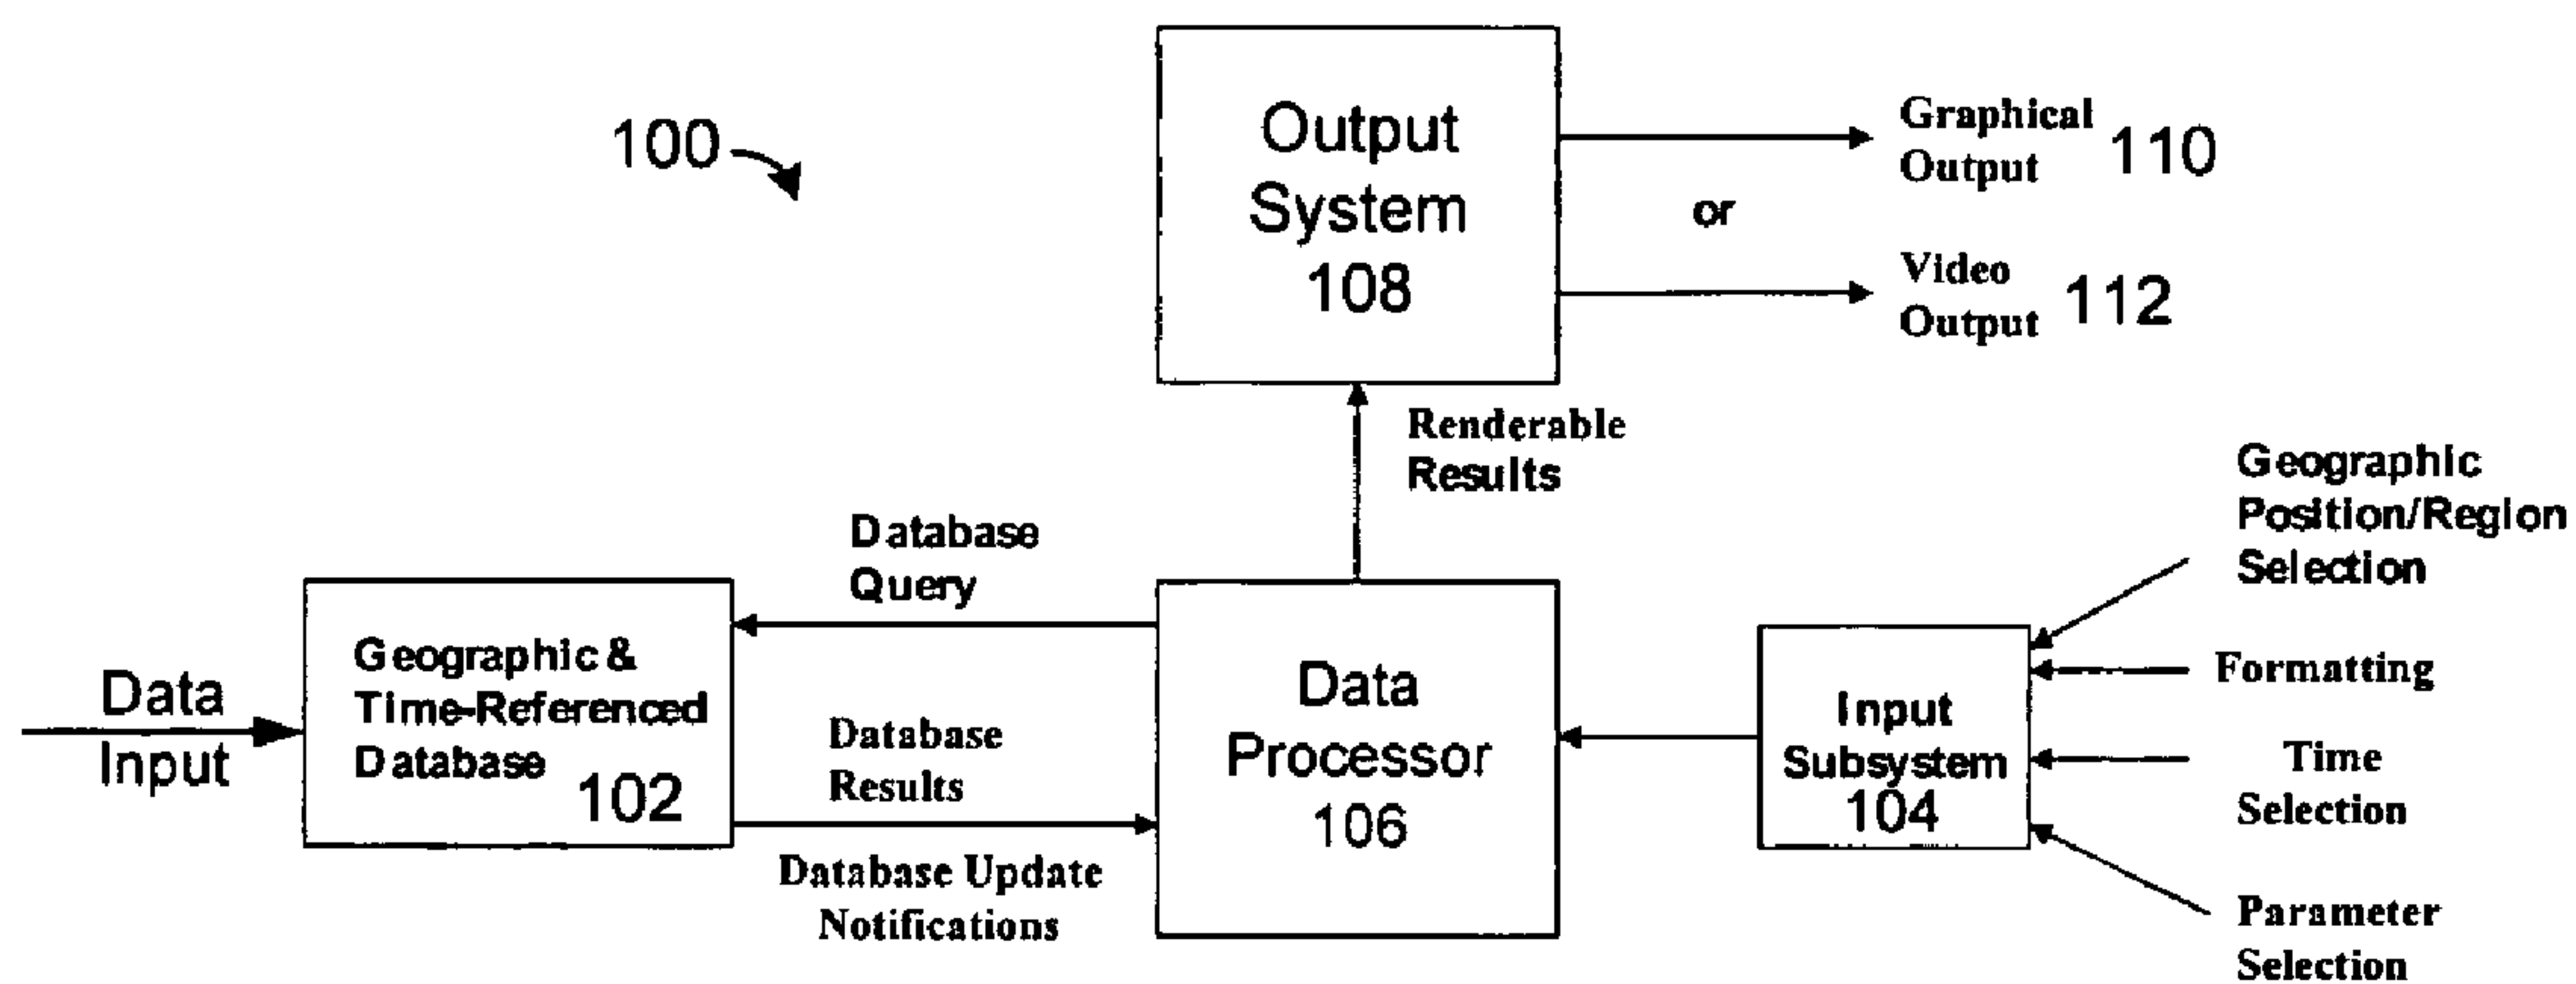 100
Output
System
108
Graphical
Output 110
or
Video
Output 112
Renderable
Results
Geographic
Position/Region
Selection
Database
Query
Geographic &
Time-Referenced
Database 102
Data
Input
Database
Results
Database Update
Notifications
Data
Processor
106
Input
Subsystem
104
Formatting
Time
Selection
Parameter
Selection